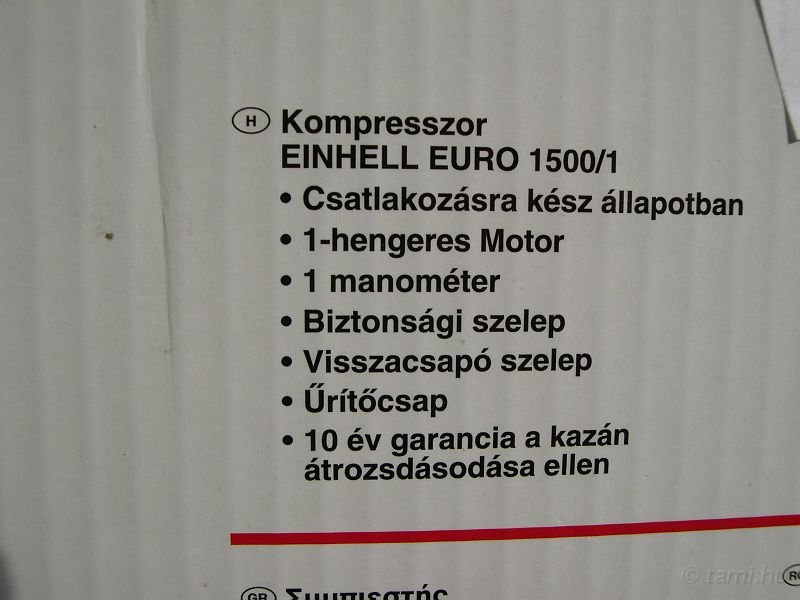 H Kompresszor
EINHELL EURO 1500/1
• Csatlakozásra kész állapotban
• 1-hengeres Motor
• 1 manométer
• Biztonsági szelep
• Visszacsapó szelep
• Űrítőcsap
• 10 év garancia a kazán
átrozsdásodása ellen
© tami.hu
GR Συμπιεστής